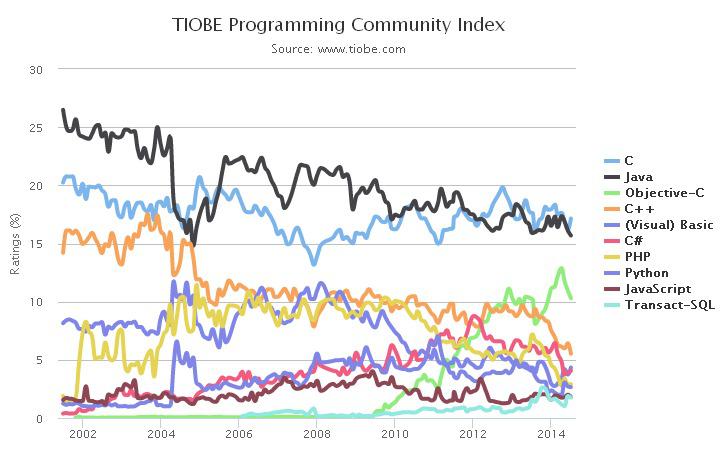 TIOBE Programming Community Index
Source: www.tiobe.com
30
25
20
15
10
5
0
Ratings (%)
2002 2004 2006 2008 2010 2012 2014
C
Java
Objective-C
C++
(Visual) Basic
C#
PHP
Python
JavaScript
Transact-SQL